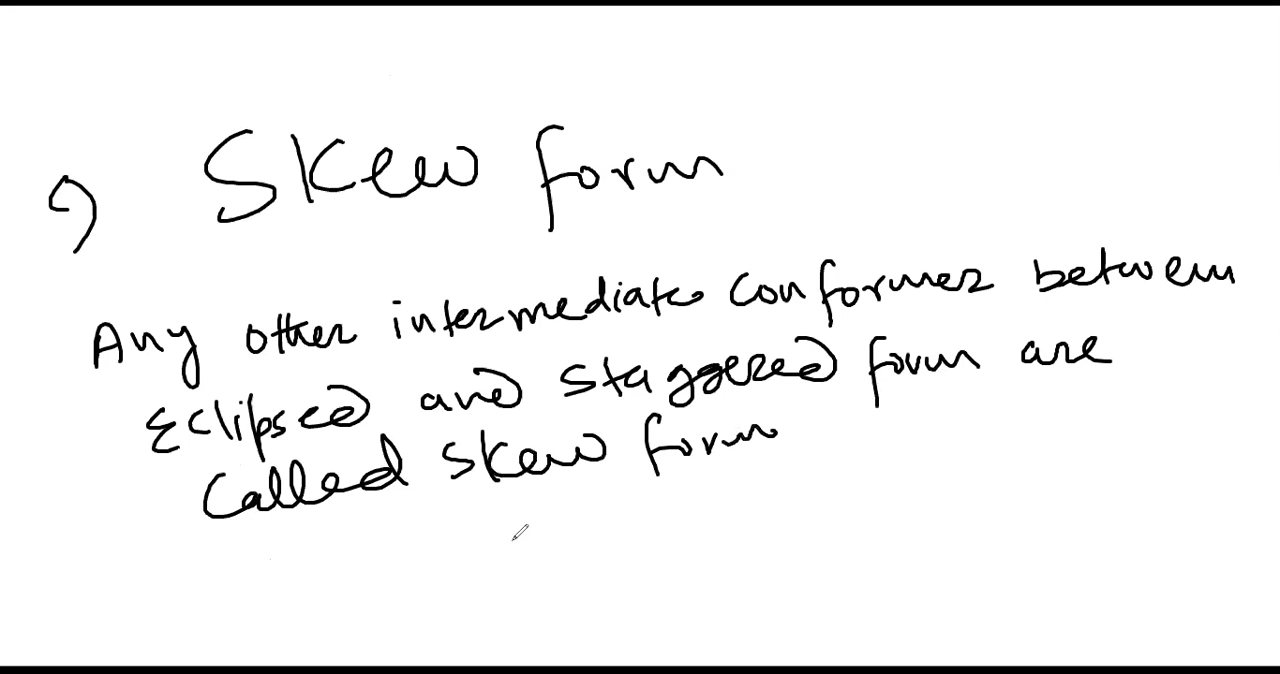 Skew form
Any other intermediate conformer between
Eclipsed and staggered form are
Called skew form